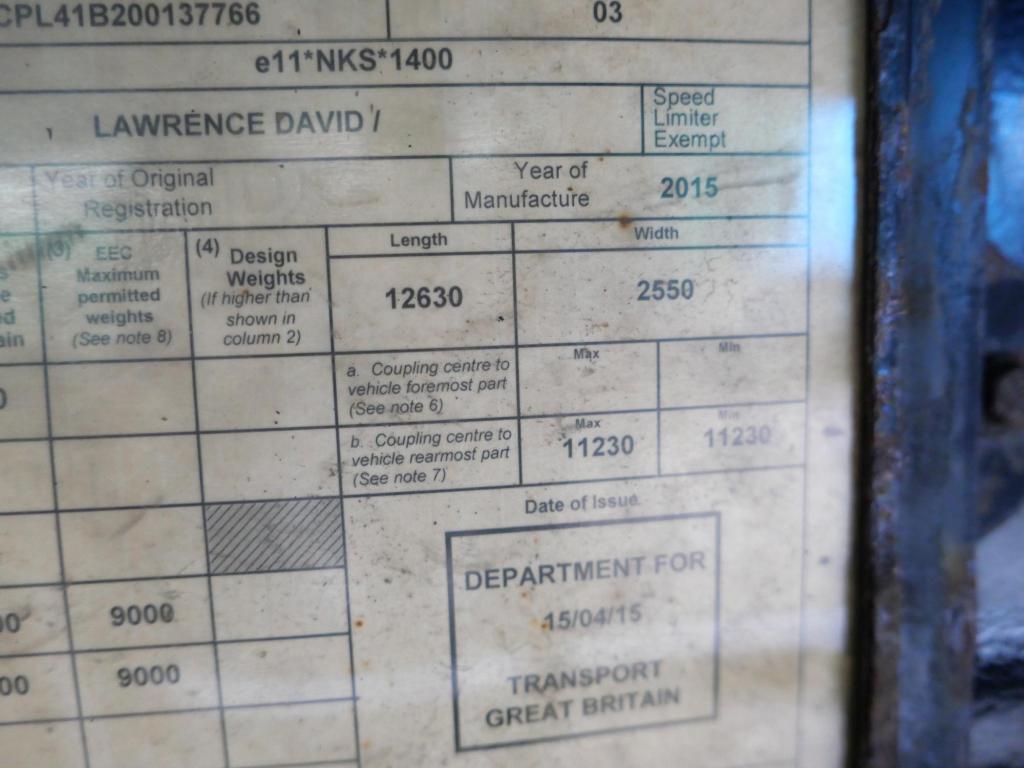 CPL41B200137766 03
e11*NKS*1400
LAWRENCE DAVID /
Speed
Limiter
Exempt
Year of Original
Registration
Year of
Manufacture 2015
(3) EEC
Maximum
permitted
weights
(See note 8)
(4) Design
Weights
(If higher than
shown in
column 2)
Length
12630
Width
2550
a. Coupling centre to
vehicle foremost part
(See note 6)
Max
Min
b. Coupling centre to
vehicle rearmost part
(See note 7)
Max
11230
Min
11230
Date of Issue
DEPARTMENT FOR
15/04/15
TRANSPORT
GREAT BRITAIN
9000
9000